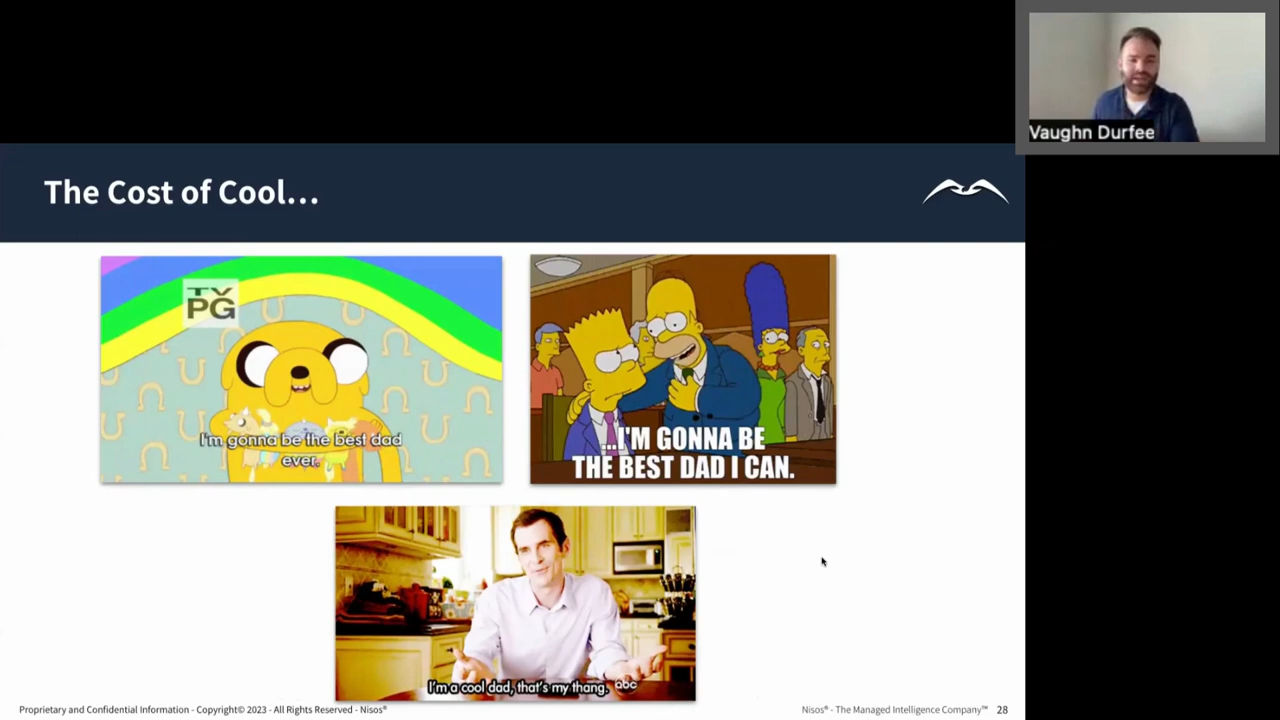 Vaughn Durfee
The Cost of Cool...
TV
PG
I'm gonna be the best dad
ever.
...I'M GONNA BE
THE BEST DAD I CAN.
I'm a cool dad, that's my thang.
abc
Proprietary and Confidential Information - Copyright© 2023 - All Rights Reserved - Nisos®
Nisos® - The Managed Intelligence Company™ 28